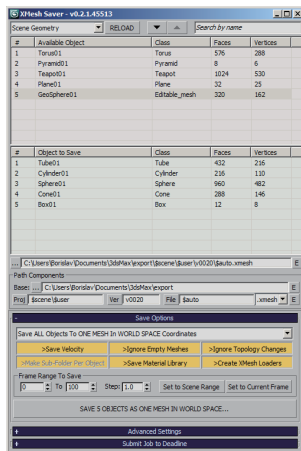 XMesh Saver - v0.2.1.45513
Scene Geometry RELOAD Search by name
# Available Object Class Faces Vertices
1 Torus01 Torus 576 288
2 Pyramid01 Pyramid 8 6
3 Teapot01 Teapot 1024 530
4 Plane01 Plane 32 25
5 GeoSphere01 Editable_mesh 320 162
# Object to Save Class Faces Vertices
1 Tube01 Tube 432 216
2 Cylinder01 Cylinder 216 110
3 Sphere01 Sphere 960 482
4 Cone01 Cone 288 146
5 Box01 Box 12 8
... C:\Users\Borislav\Documents\3dsMax\export\$scene\$user\v0020\$auto.xmesh E
Path Components
Base: ... C:\Users\Borislav\Documents\3dsMax\export E
Proj $scene\$user Ver v0020 File $auto .xmesh E
- Save Options
Save ALL Objects To ONE MESH In WORLD SPACE Coordinates
>Save Velocity >Ignore Empty Meshes >Ignore Topology Changes
>Make Sub-Folder Per Object >Save Material Library >Create XMesh Loaders
Frame Range To Save
0 To 100 Step: 1.0 Set to Scene Range Set to Current Frame
SAVE 5 OBJECTS AS ONE MESH IN WORLD SPACE...
+ Advanced Settings
+ Submit Job to Deadline